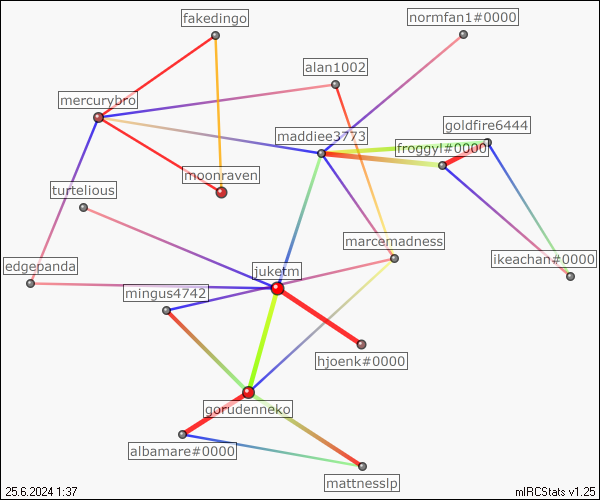 normfan1#0000
fakedingo
alan1002
mercurybro
goldfire6444
maddiee3773
froggyl#0000
moonraven
turtelious
marcemadness
ikeachan#0000
edgepanda
juketm
mingus4742
hjoenk#0000
gorudenneko
albamare#0000
mattnesslp
25.6.2024 1:37
mIRCStats v1.25